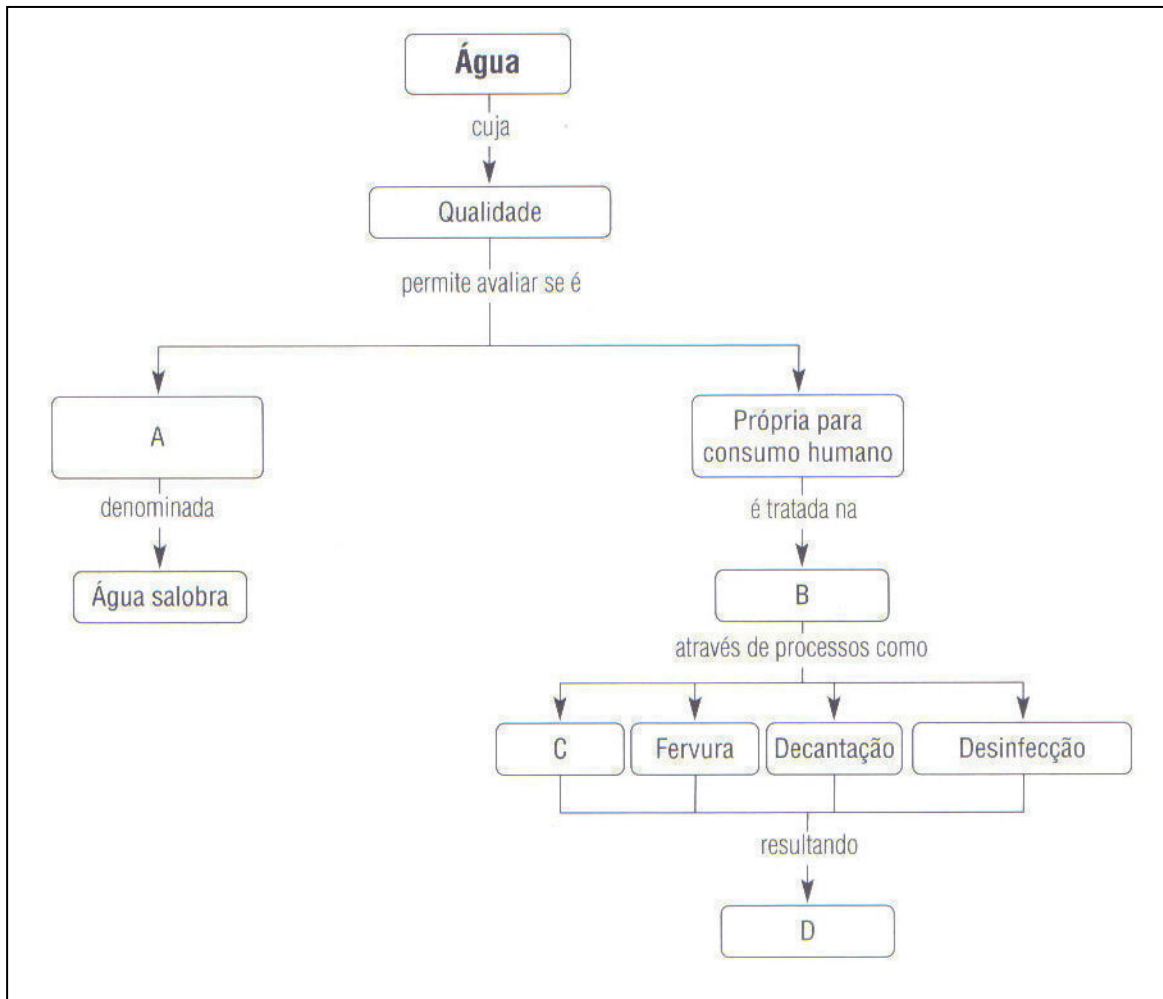 Água
cuja
Qualidade
permite avaliar se é
A
Própria para
consumo humano
denominada
é tratada na
Água salobra
B
através de processos como
C
Fervura
Decantação
Desinfecção
resultando
D